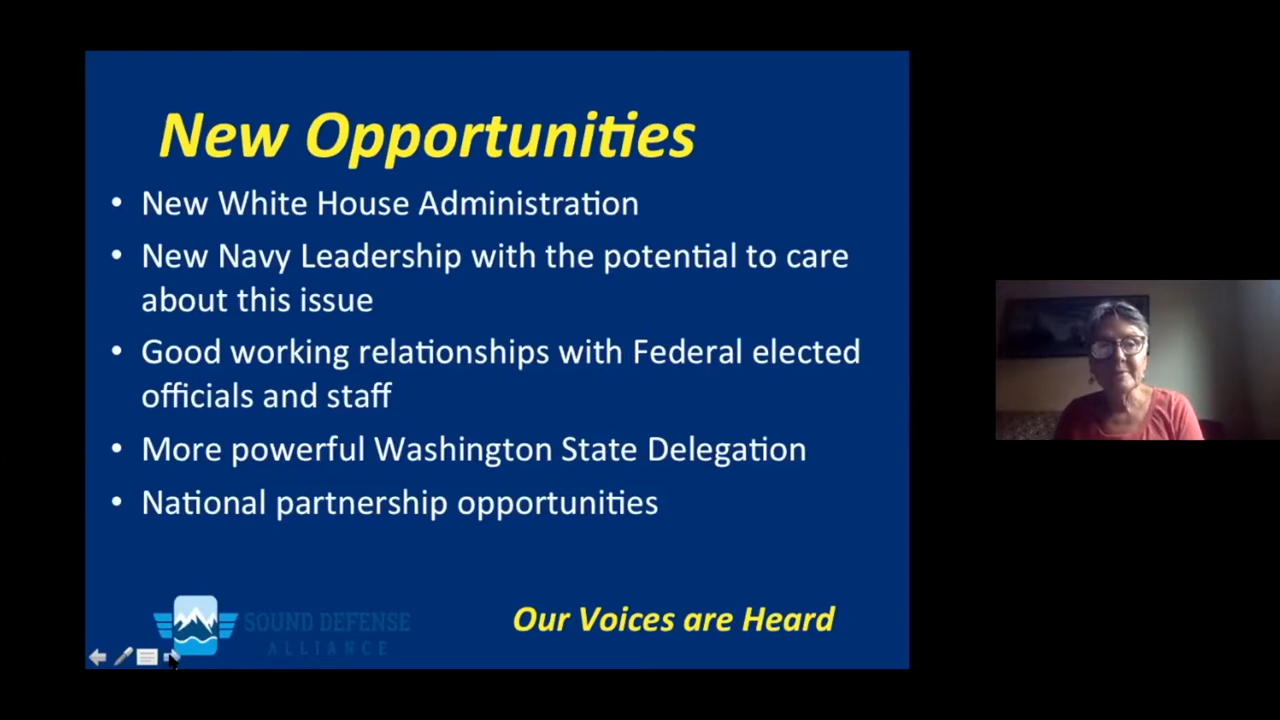 New Opportunities
• New White House Administration
• New Navy Leadership with the potential to care
about this issue
• Good working relationships with Federal elected
officials and staff
• More powerful Washington State Delegation
• National partnership opportunities
SOUND DEFENSE
ALLIANCE
Our Voices are Heard